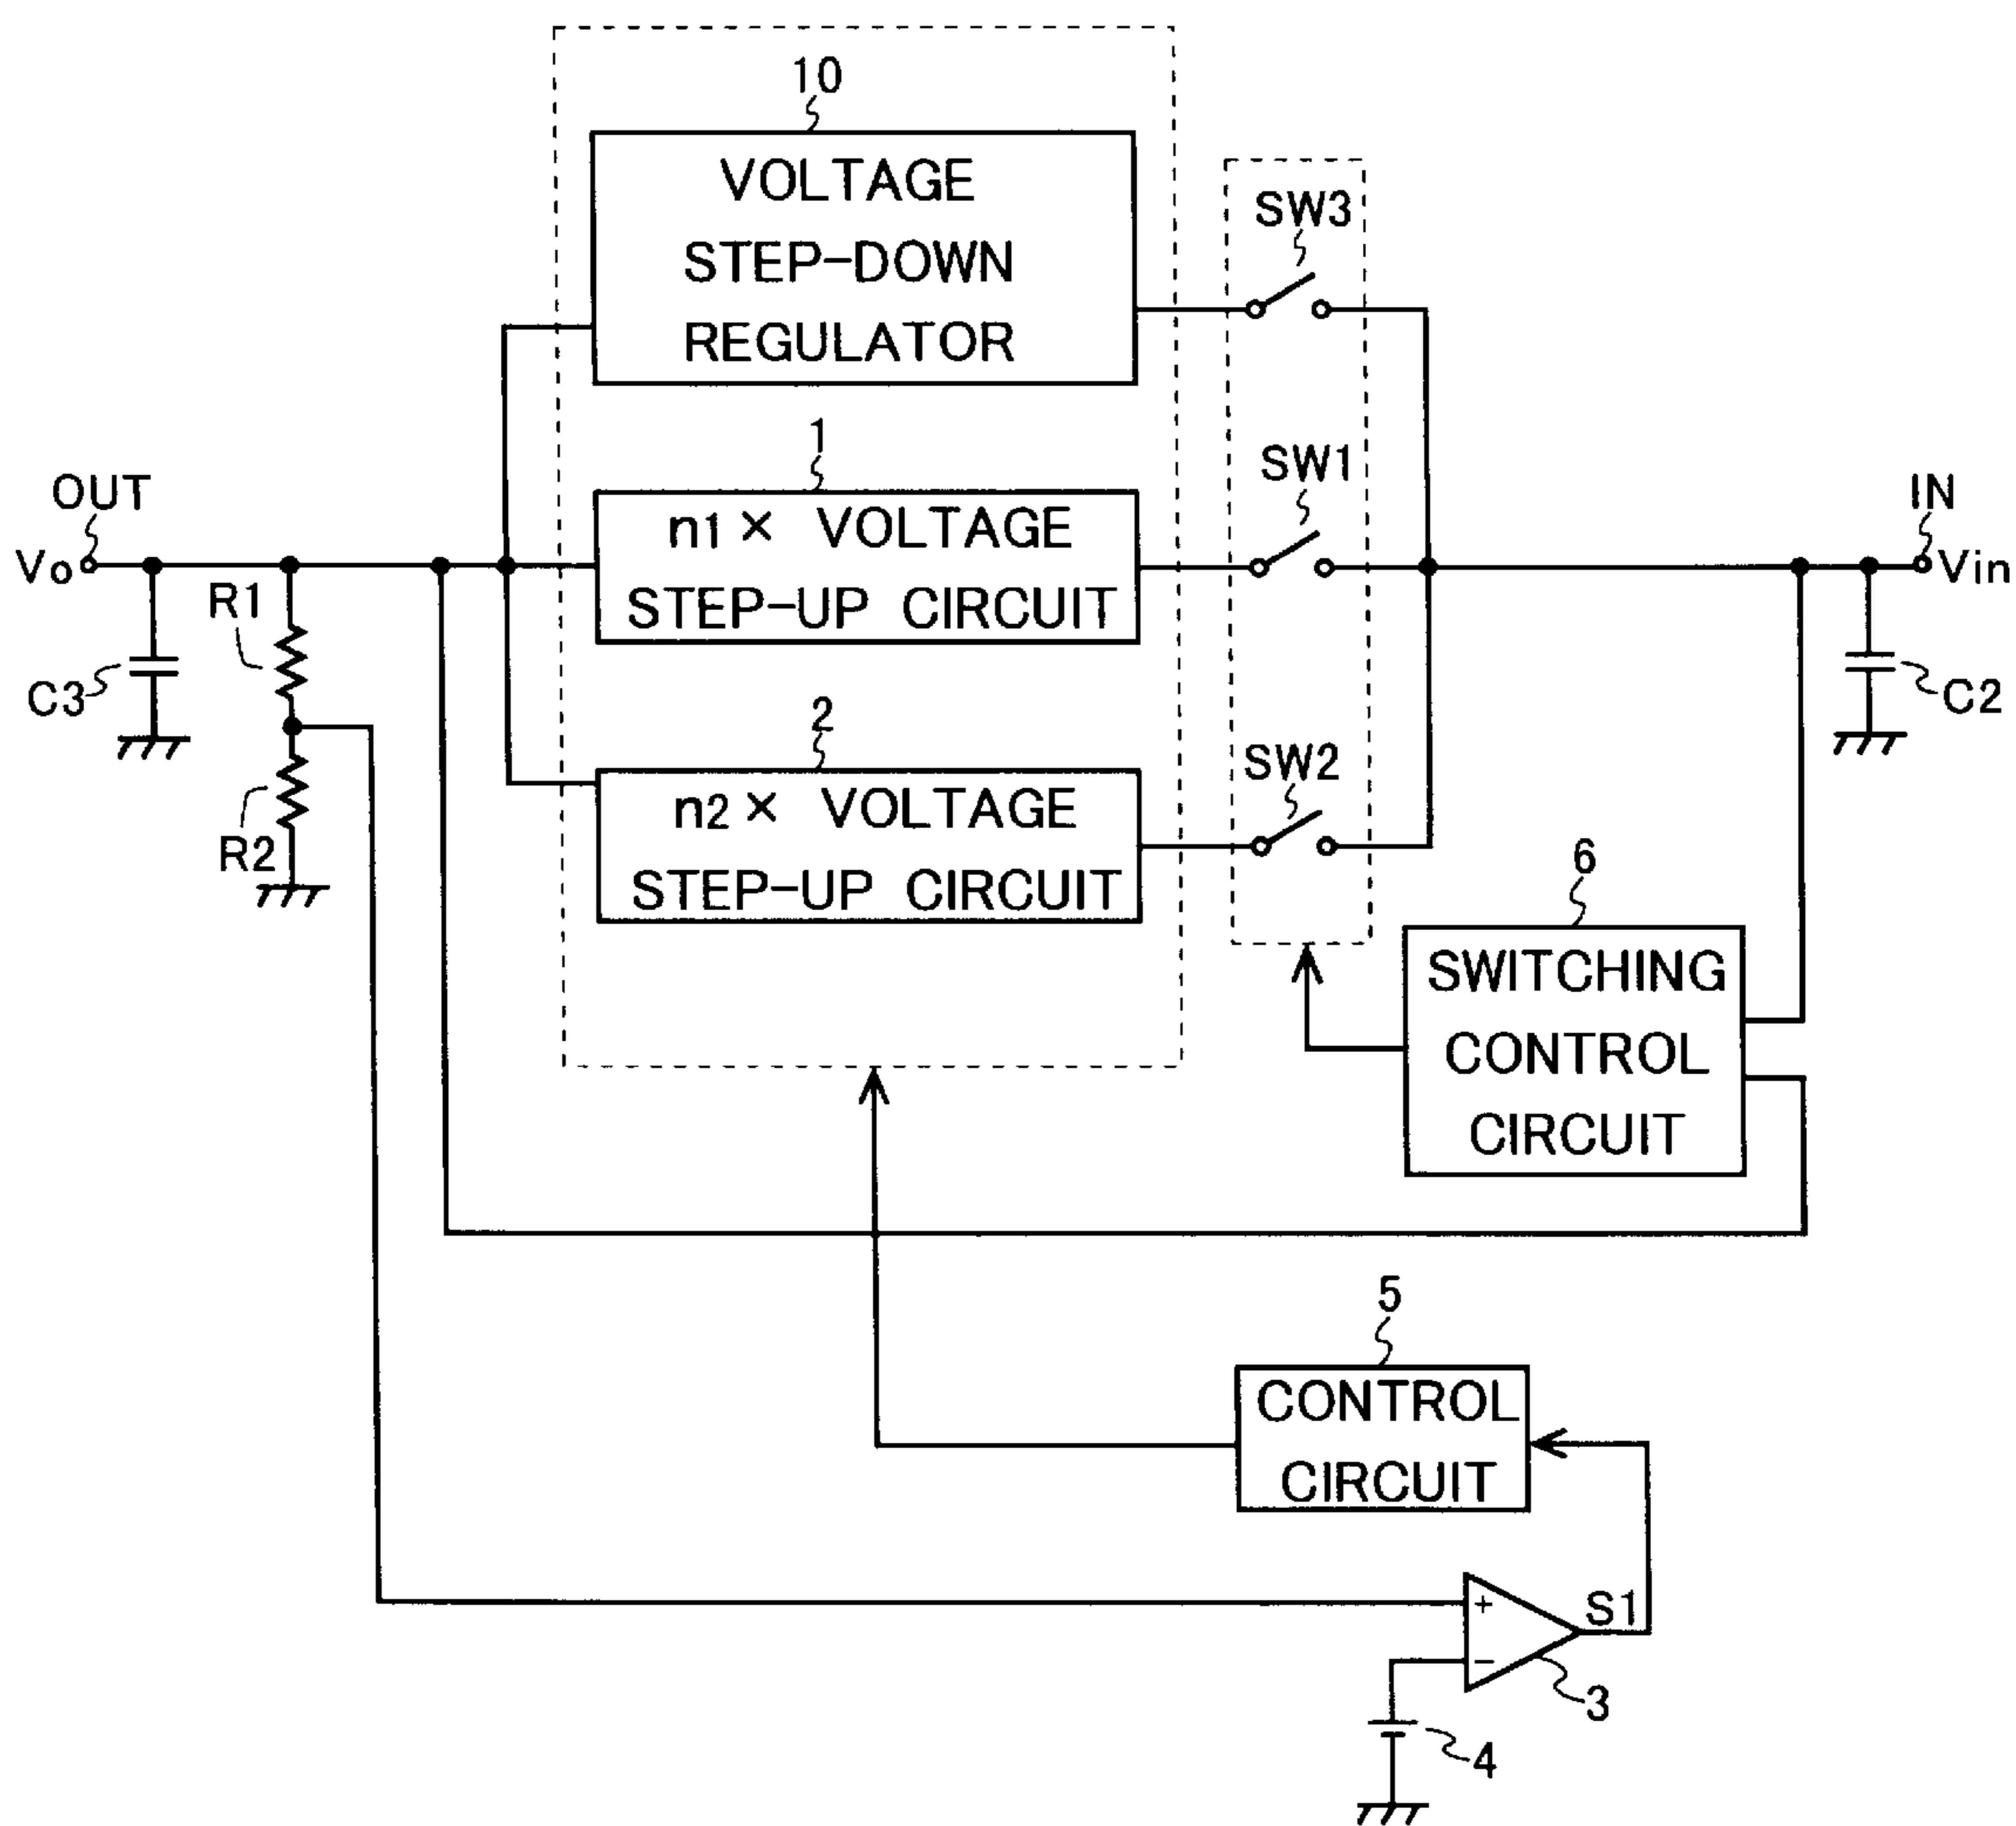 10
VOLTAGE
STEP-DOWN
REGULATOR
SW3
1
n1 × VOLTAGE
STEP-UP CIRCUIT
SW1
OUT
Vo
IN
Vin
R1
C3
C2
2
n2 × VOLTAGE
STEP-UP CIRCUIT
SW2
R2
6
SWITCHING
CONTROL
CIRCUIT
5
CONTROL
CIRCUIT
+
−
S1
3
4